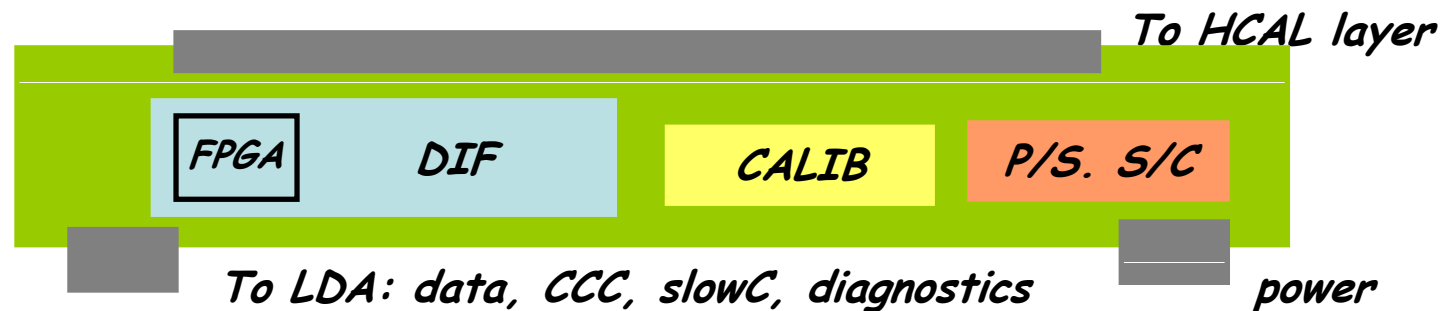 To HCAL layer
FPGA DIF CALIB P/S. S/C
To LDA: data, CCC, slowC, diagnostics power